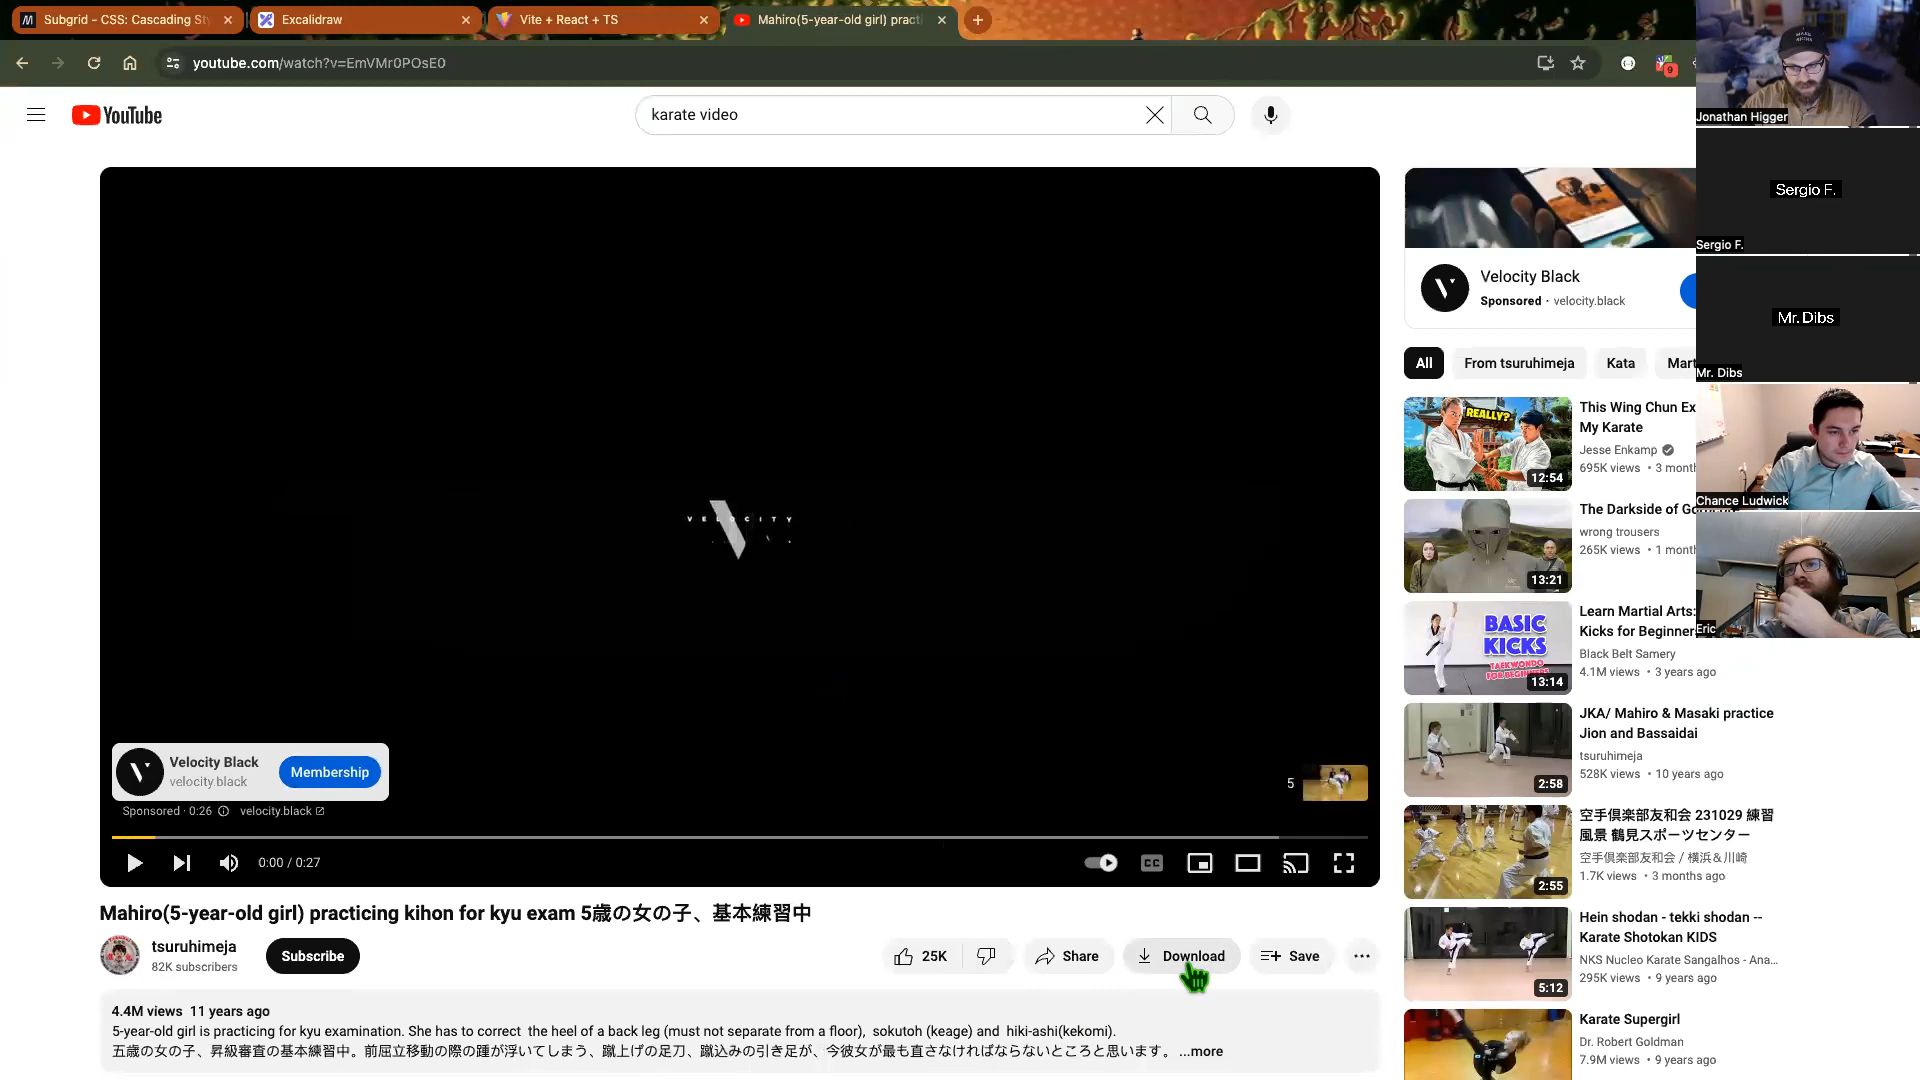 Subgrid - CSS: Cascading St
Excalidraw
Vite + React + TS
Mahiro(5-year-old girl) practi
youtube.com/watch?v=EmVMr0POsE0
9
YouTube
karate video
VELOCITY
Velocity Black
velocity.black
Membership
5
Sponsored · 0:26
velocity.black
0:00 / 0:27
CC
Mahiro(5-year-old girl) practicing kihon for kyu exam 5歳の女の子、基本練習中
tsuruhimeja
82K subscribers
Subscribe
25K
Share
Download
Save
4.4M views 11 years ago
5-year-old girl is practicing for kyu examination. She has to correct the heel of a back leg (must not separate from a floor), sokutoh (keage) and hiki-ashi(kekomi).
五歳の女の子、昇級審査の基本練習中。前屈立移動の際の踵が浮いてしまう、蹴上げの足刀、蹴込みの引き足が、今彼女が最も直さなければならないところと思います。 ...more
Velocity Black
Sponsored · velocity.black
All
From tsuruhimeja
Kata
Mart
REALLY?
12:54
This Wing Chun Ex
My Karate
Jesse Enkamp
695K views • 3 month
13:21
The Darkside of Go
wrong trousers
265K views • 1 month
BASIC
KICKS
TAEKWONDO
FOR BEGINNERS
13:14
Learn Martial Arts:
Kicks for Beginner
Black Belt Samery
4.1M views • 3 years ago
2:58
JKA/ Mahiro & Masaki practice
Jion and Bassaidai
tsuruhimeja
528K views • 10 years ago
2:55
空手倶楽部友和会 231029 練習
風景 鶴見スポーツセンター
空手倶楽部友和会 / 横浜＆川崎
1.7K views • 3 months ago
5:12
Hein shodan - tekki shodan --
Karate Shotokan KIDS
NKS Nucleo Karate Sangalhos - Ana...
295K views • 9 years ago
Karate Supergirl
Dr. Robert Goldman
7.9M views • 9 years ago
Jonathan Higger
Sergio F.
Sergio F.
Mr. Dibs
Mr. Dibs
Chance Ludwick
Eric